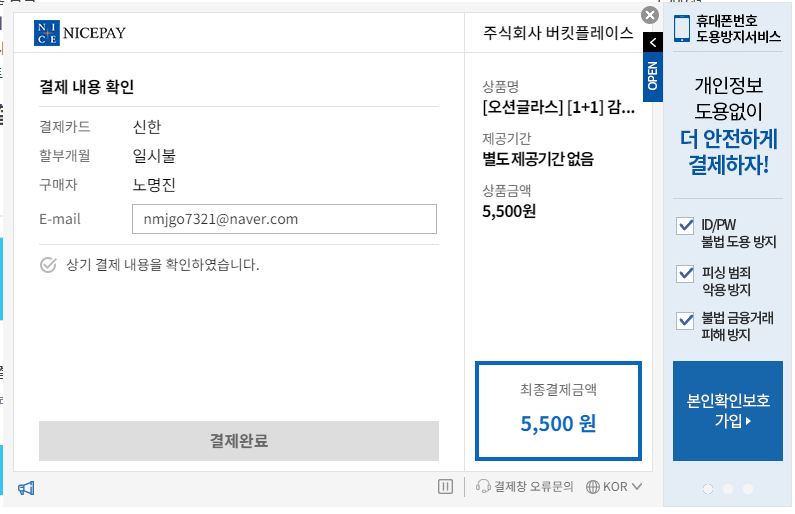 NICE NICEPAY
주식회사 버킷플레이스
결제 내용 확인
결제카드 신한
할부개월 일시불
구매자 노명진
E-mail nmjgo7321@naver.com
상기 결제 내용을 확인하였습니다.
결제완료
상품명
[오션글라스] [1+1] 감...
제공기간
별도 제공기간 없음
상품금액
5,500원
최종결제금액
5,500 원
결제창 오류문의 KOR
OPEN
휴대폰번호
도용방지서비스
개인정보
도용없이
더 안전하게
결제하자!
ID/PW
불법 도용 방지
피싱 범죄
악용 방지
불법 금융거래
피해 방지
본인확인보호
가입